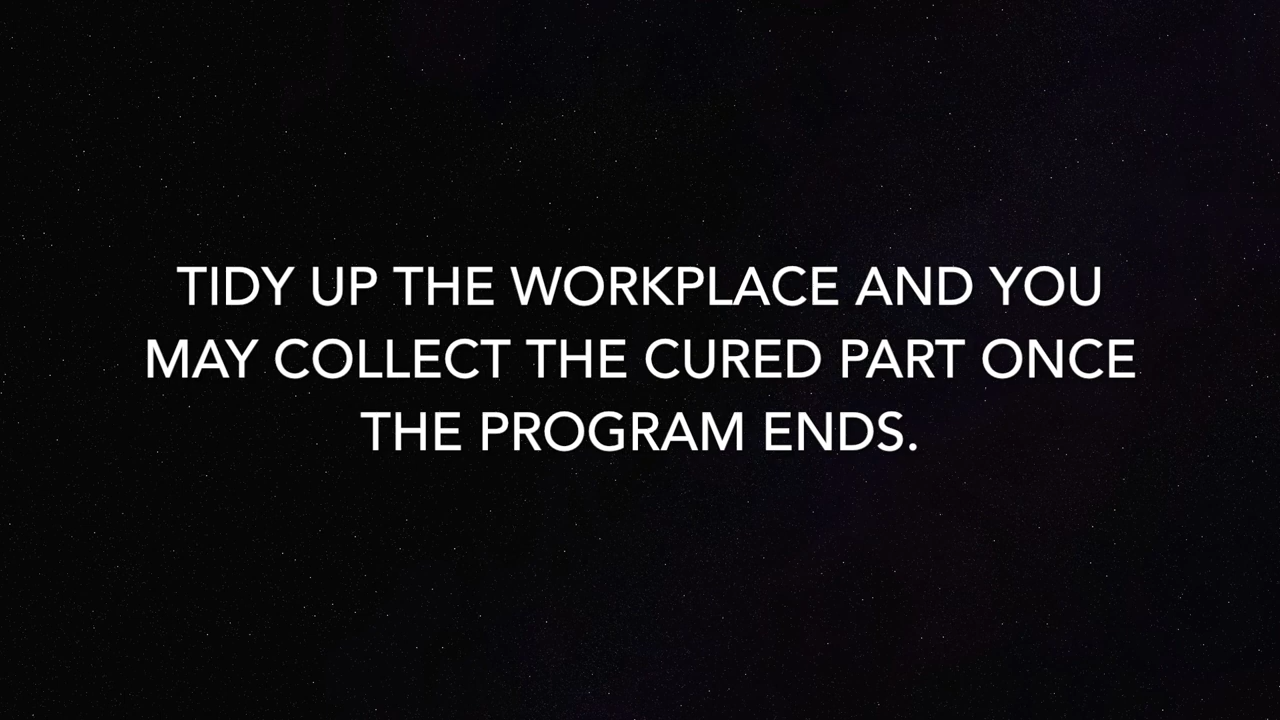 TIDY UP THE WORKPLACE AND YOU
MAY COLLECT THE CURED PART ONCE
THE PROGRAM ENDS.